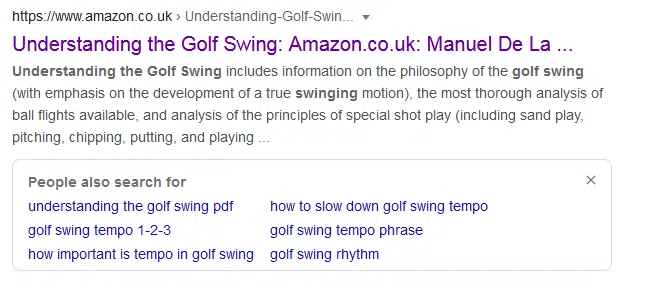 https://www.amazon.co.uk › Understanding-Golf-Swin...
Understanding the Golf Swing: Amazon.co.uk: Manuel De La ...
Understanding the Golf Swing includes information on the philosophy of the golf swing
(with emphasis on the development of a true swinging motion), the most thorough analysis of
ball flights available, and analysis of the principles of special shot play (including sand play,
pitching, chipping, putting, and playing ...
People also search for
understanding the golf swing pdf
how to slow down golf swing tempo
golf swing tempo 1-2-3
golf swing tempo phrase
how important is tempo in golf swing
golf swing rhythm